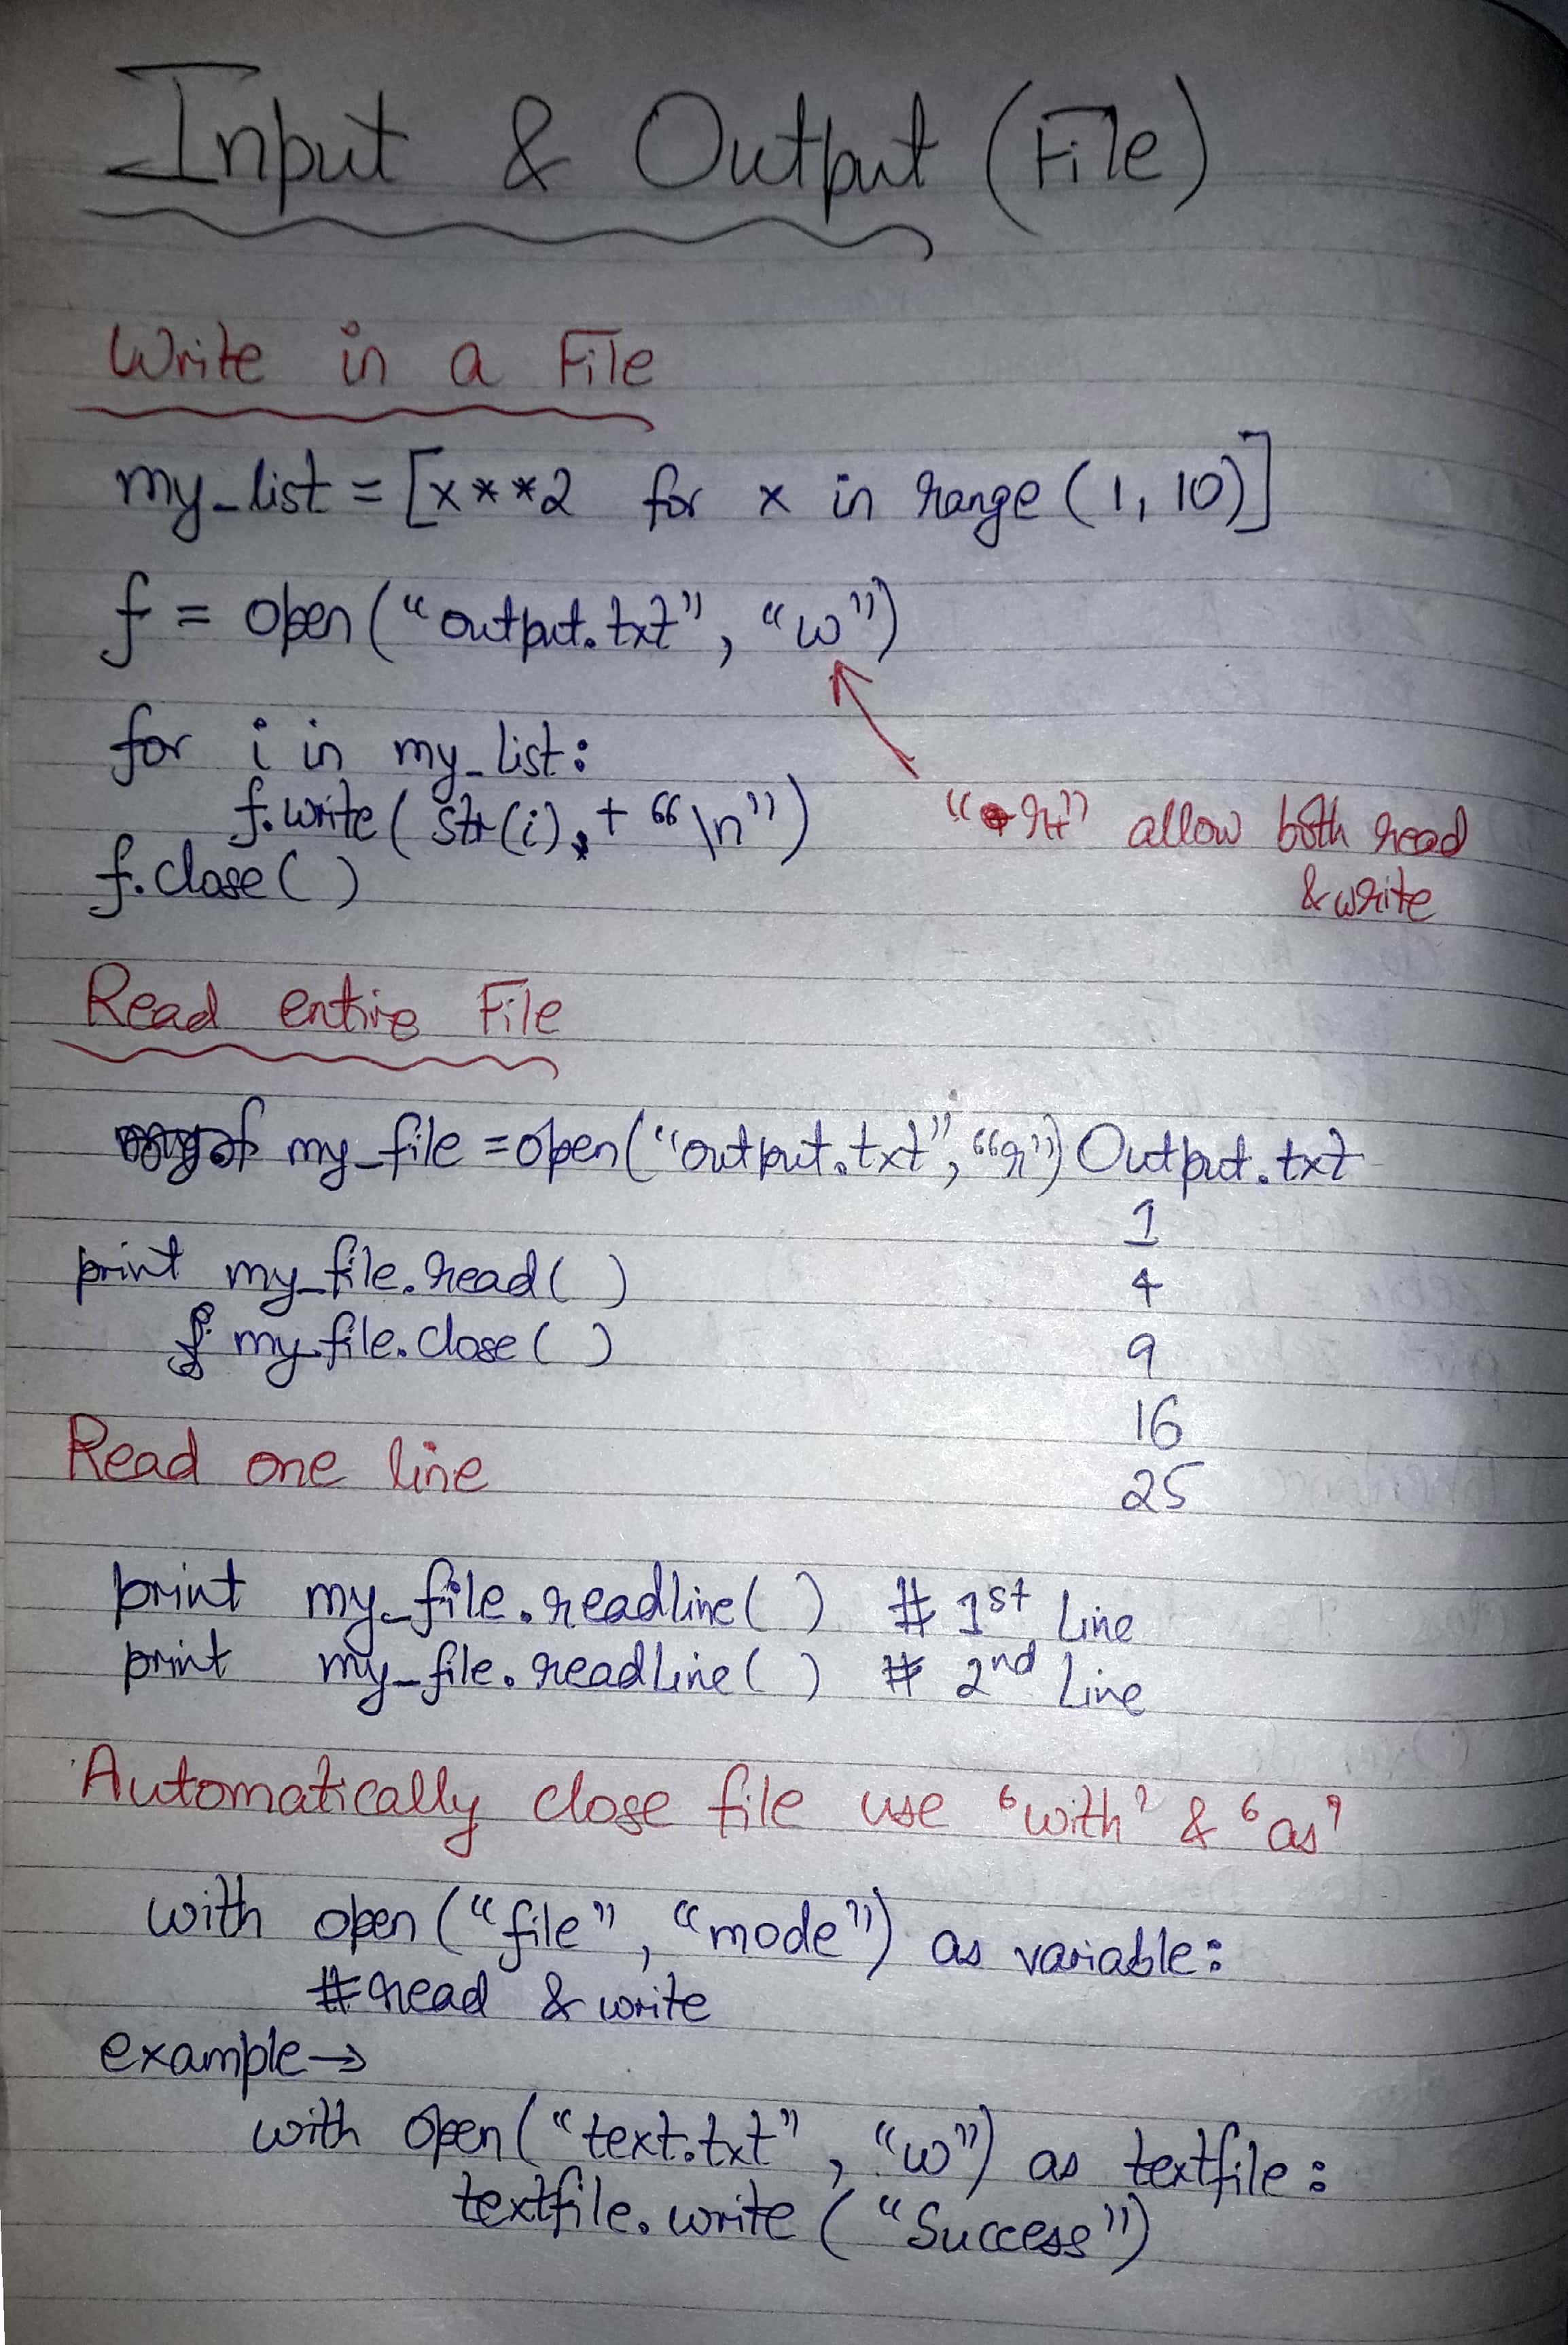 Input & Output (File)
Write in a File
my_list = [x**2 for x in range (1, 10)]
f = open ("output.txt", "w")
for i in my_list:
f.write ( str(i), + "\n")
"r+" allow both read
& write
f.close ( )
Read entire File
my_file = open("output.txt", "r") Output.txt
1
print my_file.read ( )
4
my_file.close ( )
9
16
Read one line
25
print my_file.readline ( ) # 1st Line
print my_file.readLine ( ) # 2nd Line
Automatically close file use 'with' & 'as'
with open ("file", "mode") as variable:
# read & write
example→
with open ("text.txt", "w") as textfile:
textfile.write ("Success")